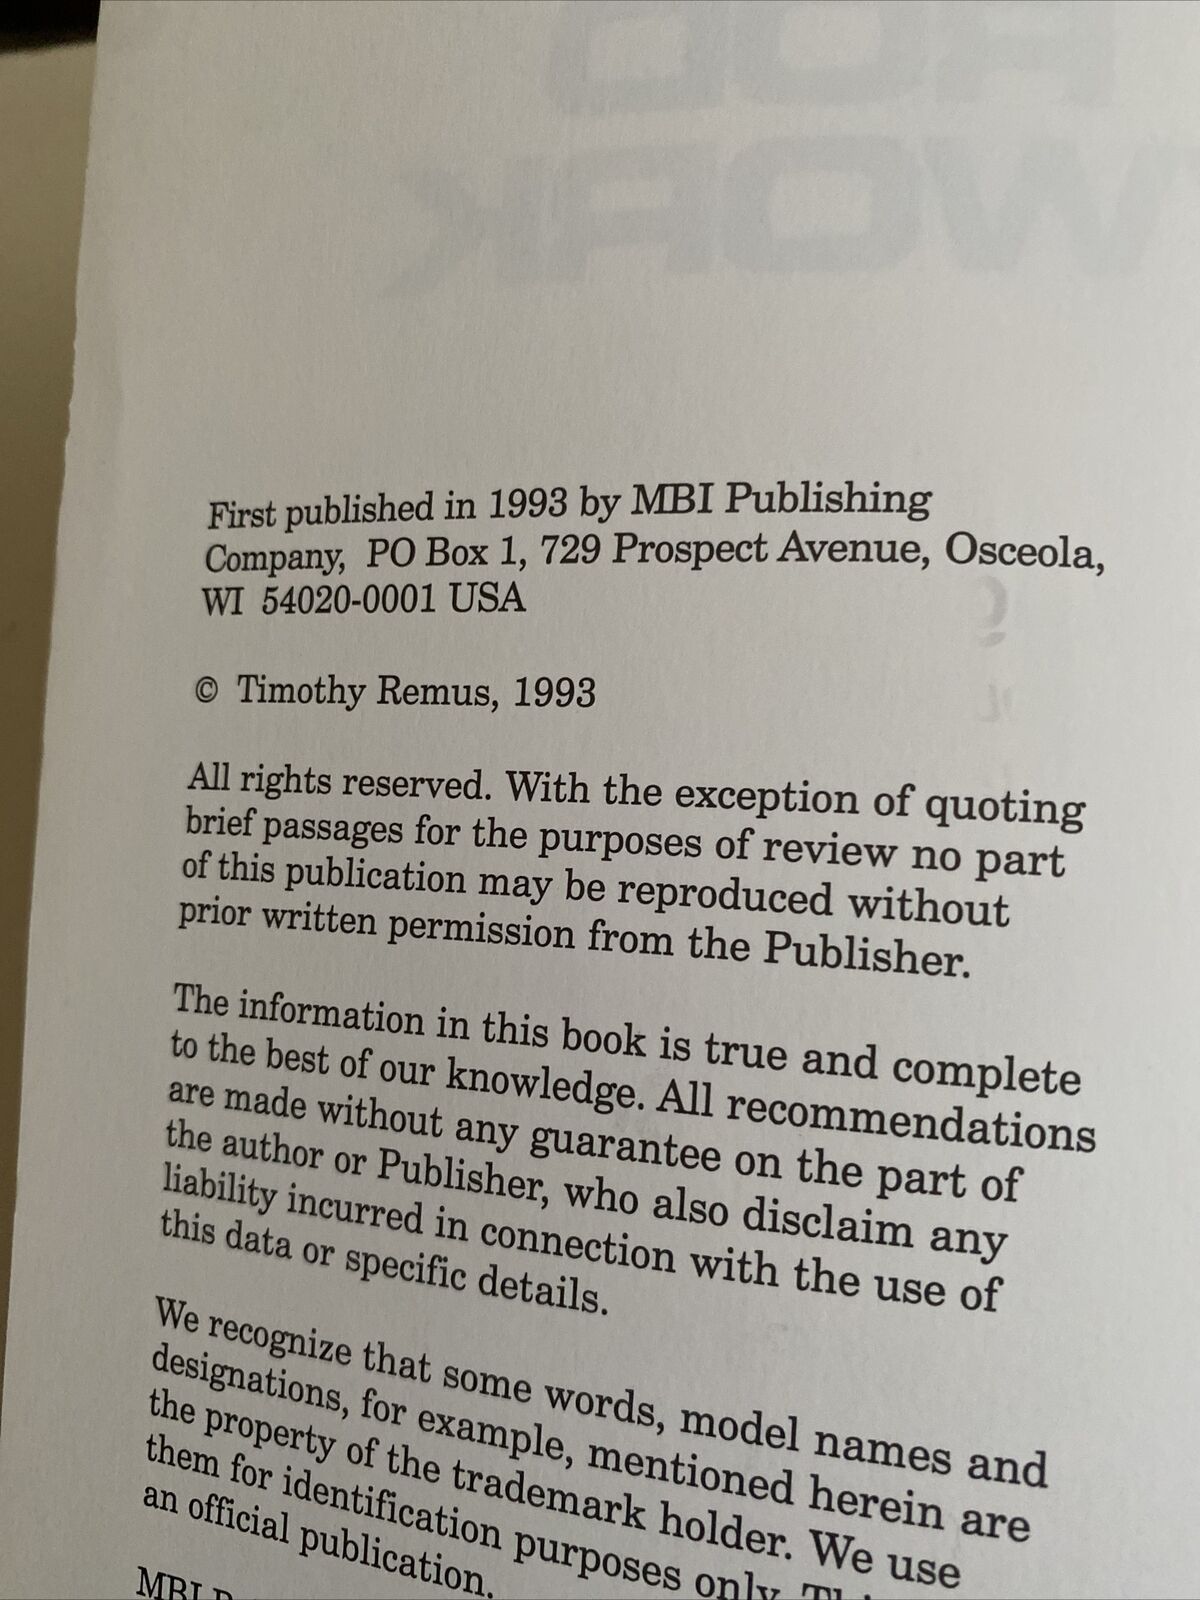 First published in 1993 by MBI Publishing
Company, PO Box 1, 729 Prospect Avenue, Osceola,
WI 54020-0001 USA
© Timothy Remus, 1993
All rights reserved. With the exception of quoting
brief passages for the purposes of review no part
of this publication may be reproduced without
prior written permission from the Publisher.
The information in this book is true and complete
to the best of our knowledge. All recommendations
are made without any guarantee on the part of
the author or Publisher, who also disclaim any
liability incurred in connection with the use of
this data or specific details.
We recognize that some words, model names and
designations, for example, mentioned herein are
the property of the trademark holder. We use
them for identification purposes only.
an official publication.
MBI